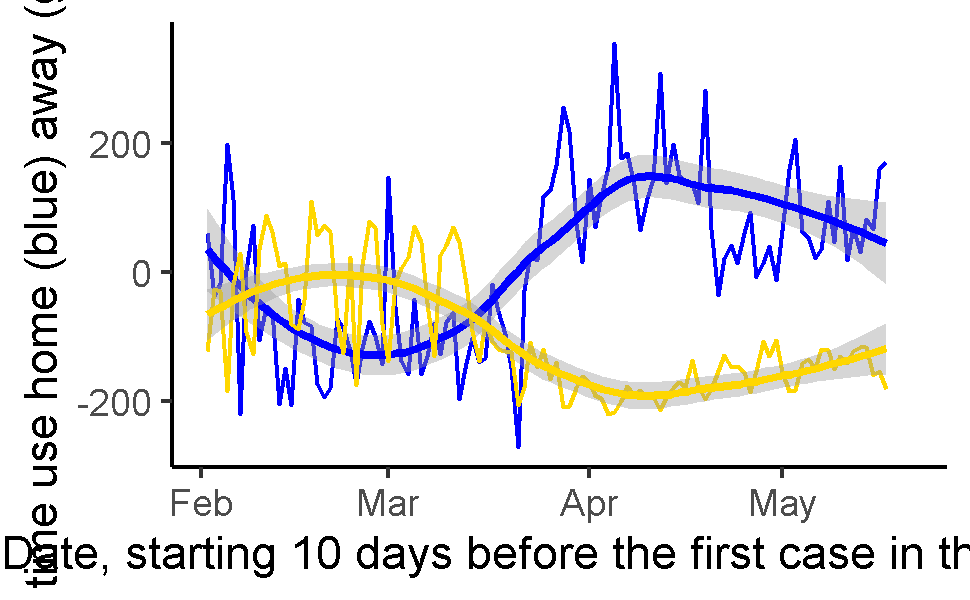 time use home (blue) away (
200
0
-200
Feb Mar Apr May
Date, starting 10 days before the first case in th